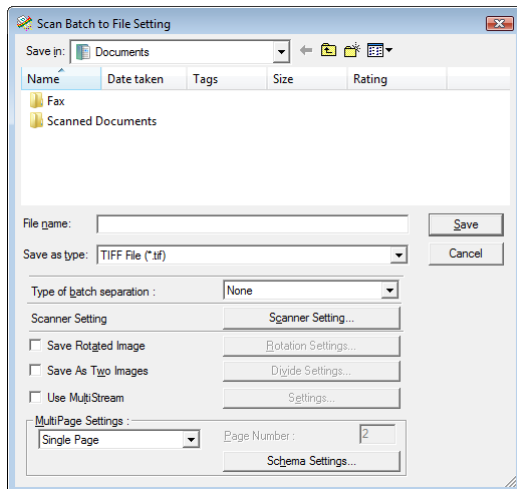 Scan Batch to File Setting
Save in: Documents
Name Date taken Tags Size Rating
Fax
Scanned Documents
File name: Save
Save as type: TIFF File (*.tif) Cancel
Type of batch separation : None
Scanner Setting Scanner Setting...
Save Rotated Image Rotation Settings...
Save As Two Images Divide Settings...
Use MultiStream Settings...
MultiPage Settings :
Single Page Page Number : 2
Schema Settings...